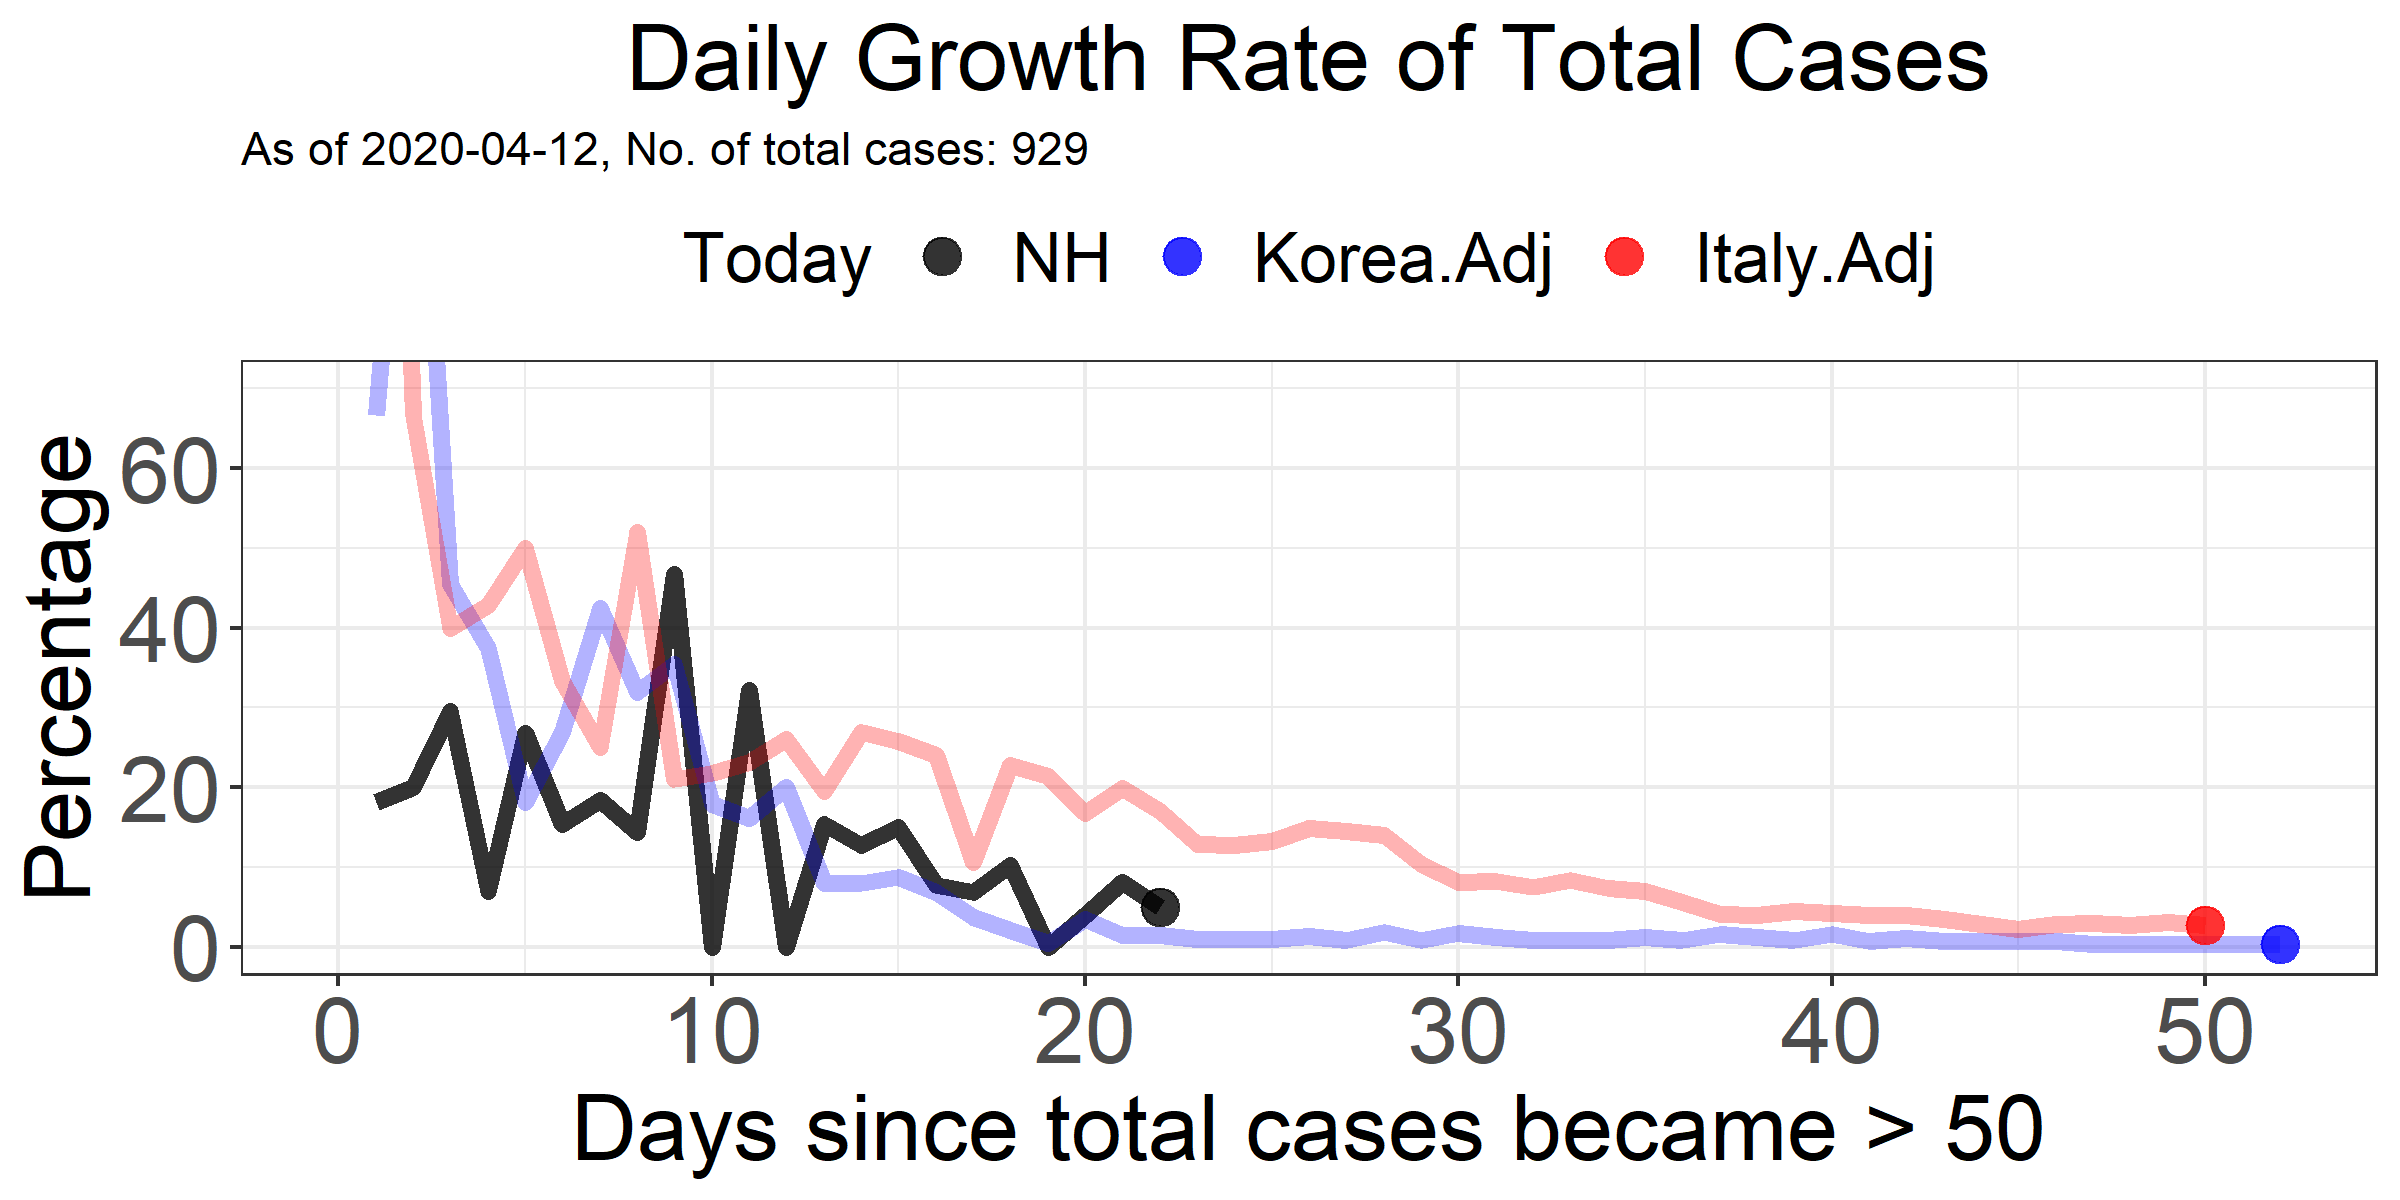 Daily Growth Rate of Total Cases
As of 2020-04-12, No. of total cases: 929
Today NH Korea.Adj Italy.Adj
Percentage
60
40
20
0
0 10 20 30 40 50
Days since total cases became > 50